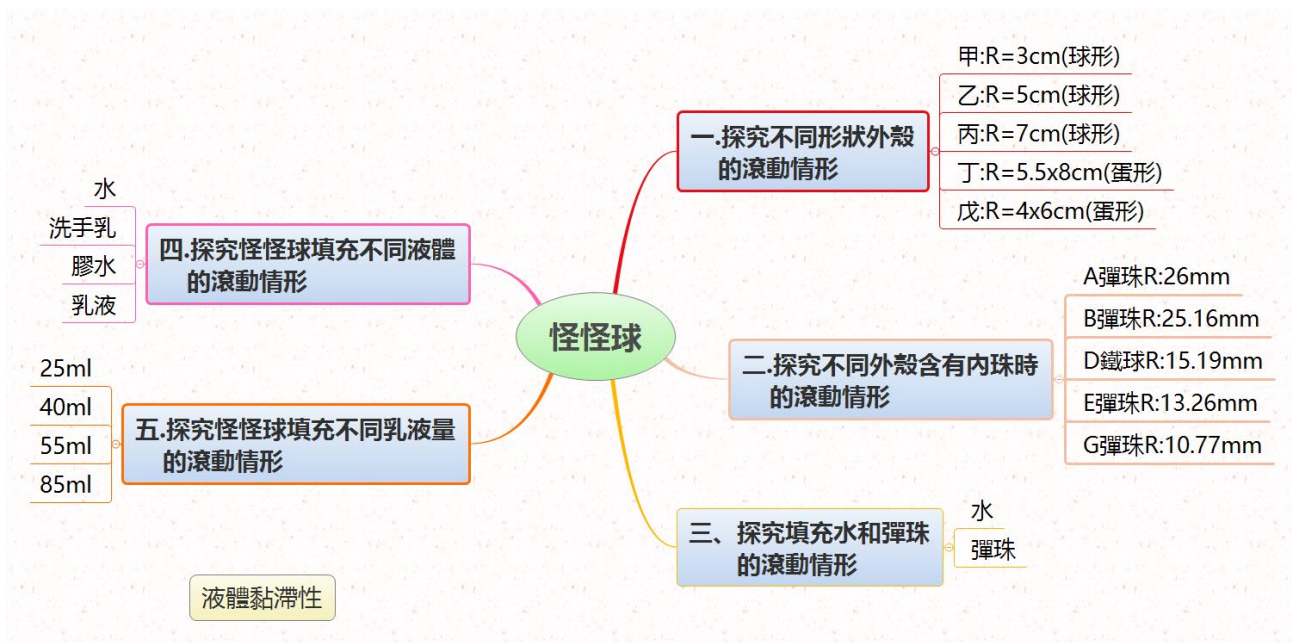 怪怪球
一.探究不同形狀外殼
的滾動情形
甲:R=3cm(球形)
乙:R=5cm(球形)
丙:R=7cm(球形)
丁:R=5.5x8cm(蛋形)
戊:R=4x6cm(蛋形)
二.探究不同外殼含有內珠時
的滾動情形
A彈珠R:26mm
B彈珠R:25.16mm
D鐵球R:15.19mm
E彈珠R:13.26mm
G彈珠R:10.77mm
三、探究填充水和彈珠
的滾動情形
水
彈珠
四.探究怪怪球填充不同液體
的滾動情形
水
洗手乳
膠水
乳液
五.探究怪怪球填充不同乳液量
的滾動情形
25ml
40ml
55ml
85ml
液體黏滯性